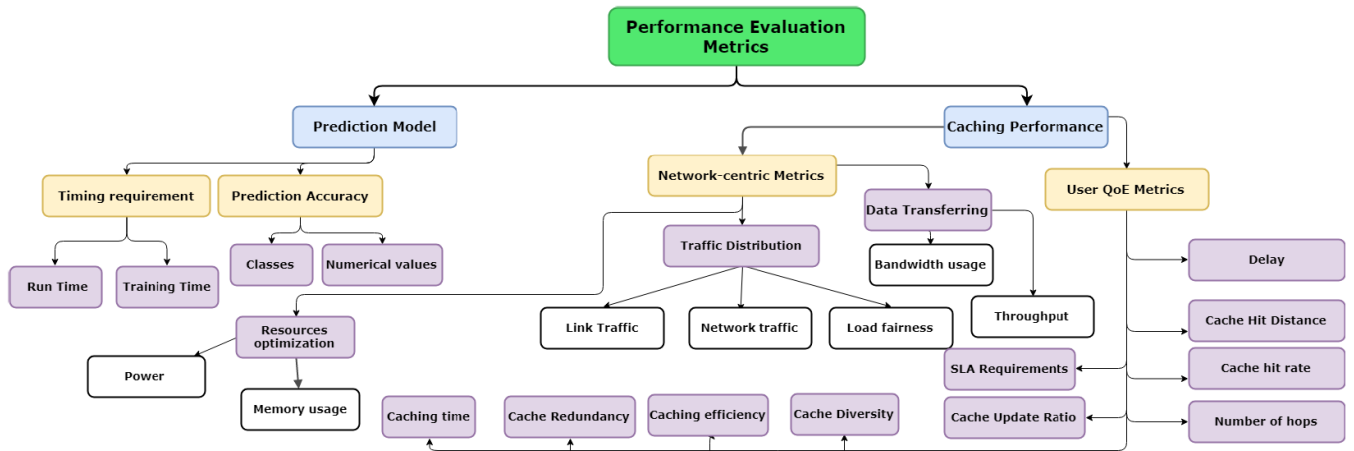 Performance Evaluation
Metrics
Prediction Model
Caching Performance
Network-centric Metrics
User QoE Metrics
Timing requirement
Prediction Accuracy
Data Transferring
Traffic Distribution
Classes
Numerical values
Bandwidth usage
Delay
Run Time
Training Time
Throughput
Link Traffic
Network traffic
Load fairness
Cache Hit Distance
Resources
optimization
SLA Requirements
Cache hit rate
Power
Memory usage
Caching time
Cache Redundancy
Caching efficiency
Cache Diversity
Cache Update Ratio
Number of hops